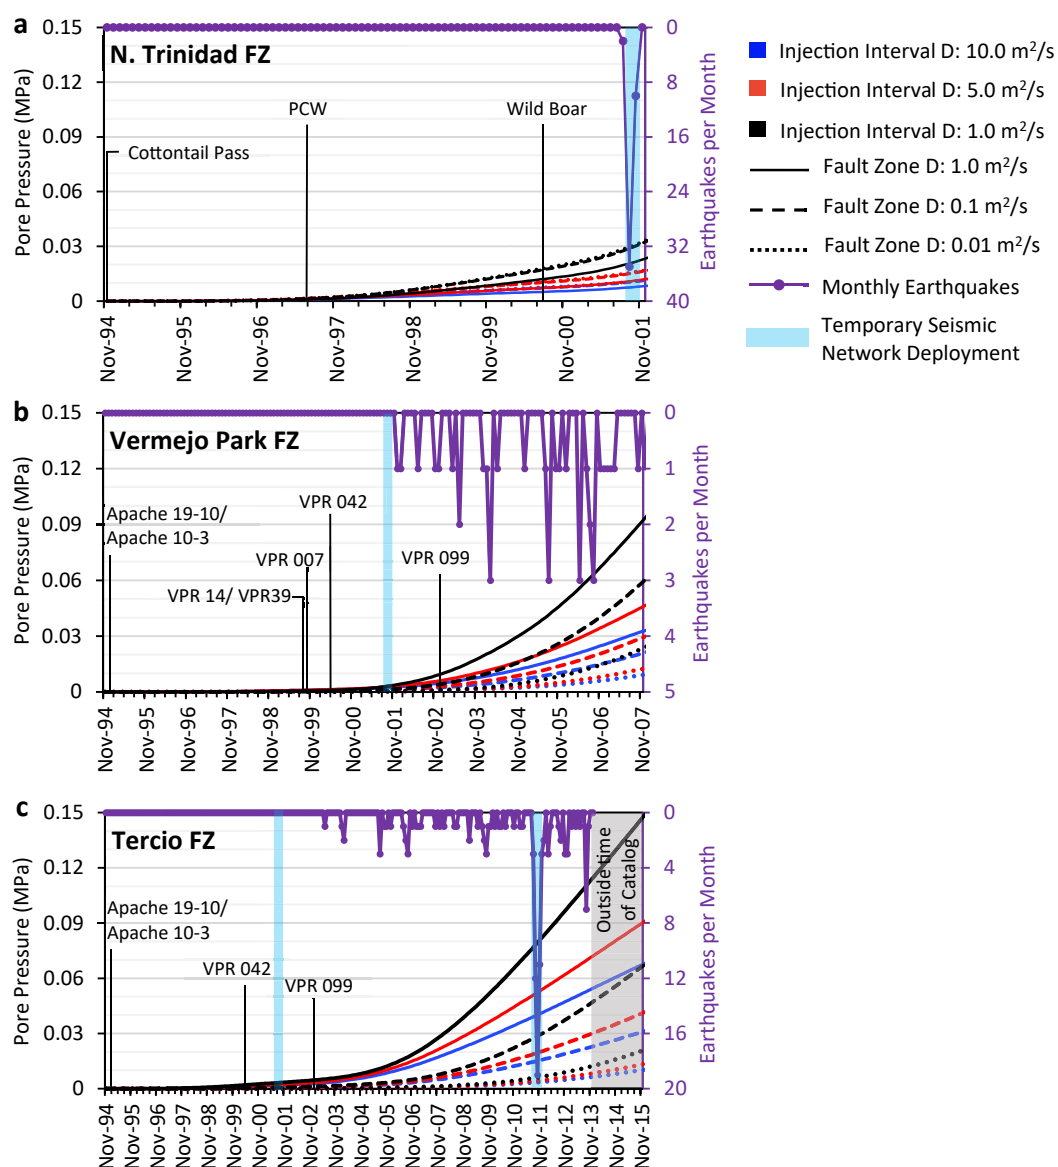 a
N. Trinidad FZ
Pore Pressure (MPa)
0.15
0.12
0.09
0.06
0.03
0
PCW
Wild Boar
Cottontail Pass
0
8
16
24
32
40
Earthquakes per Month
Nov-94
Nov-95
Nov-96
Nov-97
Nov-98
Nov-99
Nov-00
Nov-01
Injection Interval D: 10.0 m²/s
Injection Interval D: 5.0 m²/s
Injection Interval D: 1.0 m²/s
Fault Zone D: 1.0 m²/s
Fault Zone D: 0.1 m²/s
Fault Zone D: 0.01 m²/s
Monthly Earthquakes
Temporary Seismic
Network Deployment
b
Vermejo Park FZ
Pore Pressure (MPa)
0.15
0.12
0.09
0.06
0.03
0
Apache 19-10/
Apache 10-3
VPR 042
VPR 007
VPR 099
VPR 14/ VPR39
0
1
2
3
4
5
Earthquakes per Month
Nov-94
Nov-95
Nov-96
Nov-97
Nov-98
Nov-99
Nov-00
Nov-01
Nov-02
Nov-03
Nov-04
Nov-05
Nov-06
Nov-07
c
Tercio FZ
Pore Pressure (MPa)
0.15
0.12
0.09
0.06
0.03
0
Apache 19-10/
Apache 10-3
VPR 042
VPR 099
Outside time
of Catalog
0
4
8
12
16
20
Earthquakes per Month
Nov-94
Nov-95
Nov-96
Nov-97
Nov-98
Nov-99
Nov-00
Nov-01
Nov-02
Nov-03
Nov-04
Nov-05
Nov-06
Nov-07
Nov-08
Nov-09
Nov-10
Nov-11
Nov-12
Nov-13
Nov-14
Nov-15